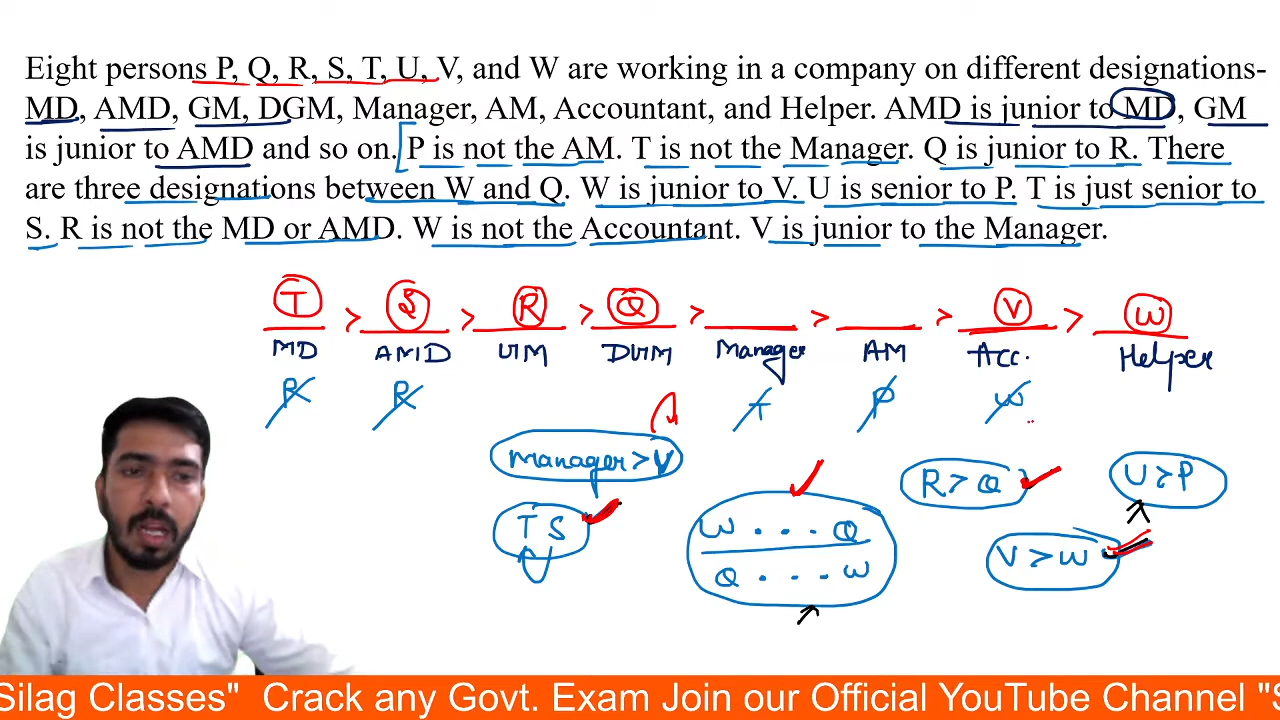 Eight persons P, Q, R, S, T, U, V, and W are working in a company on different designations-
MD, AMD, GM, DGM, Manager, AM, Accountant, and Helper. AMD is junior to MD, GM
is junior to AMD and so on. P is not the AM. T is not the Manager. Q is junior to R. There
are three designations between W and Q. W is junior to V. U is senior to P. T is just senior to
S. R is not the MD or AMD. W is not the Accountant. V is junior to the Manager.
T > S > R > Q > > > V > W
MD AMD GM DGM Manager AM Acc. Helper
R R T P W
manager > V
R > Q U > P
T S W . . . Q
V > W
Q . . . W
Silag Classes" Crack any Govt. Exam Join our Official YouTube Channel "S